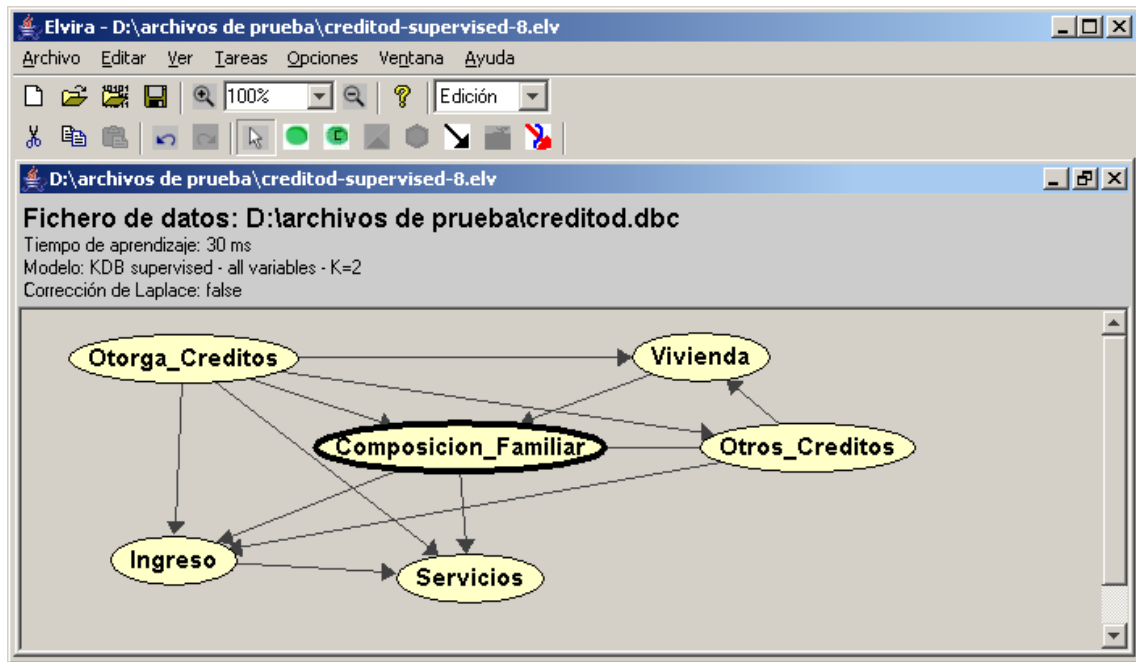 Elvira - D:\archivos de prueba\creditod-supervised-8.elv
Archivo Editar Ver Tareas Opciones Ventana Ayuda
100% Edición
D:\archivos de prueba\creditod-supervised-8.elv
Fichero de datos: D:\archivos de prueba\creditod.dbc
Tiempo de aprendizaje: 30 ms
Modelo: KDB supervised - all variables - K=2
Corrección de Laplace: false
Otorga_Creditos Vivienda
Composicion_Familiar Otros_Creditos
Ingreso
Servicios